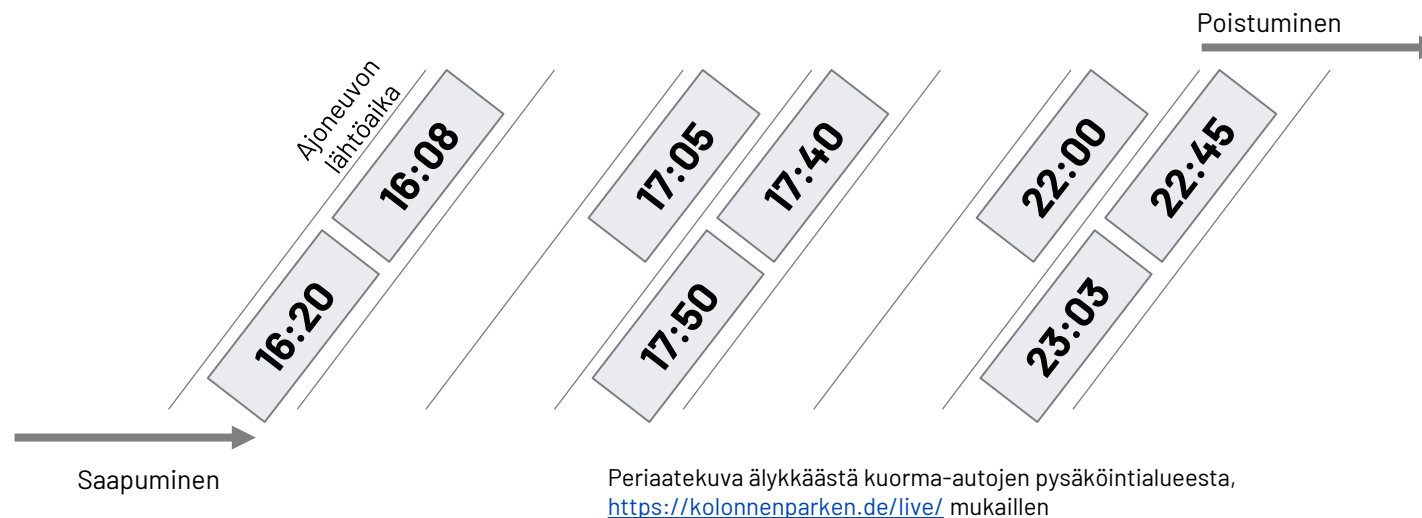 Poistuminen
Ajoneuvon
lähtöaika
16:08
17:05
17:40
22:00
22:45
16:20
17:50
23:03
Saapuminen
Periaatekuva älykkäästä kuorma-autojen pysäköintialueesta,
https://kolonnenparken.de/live/ mukaillen